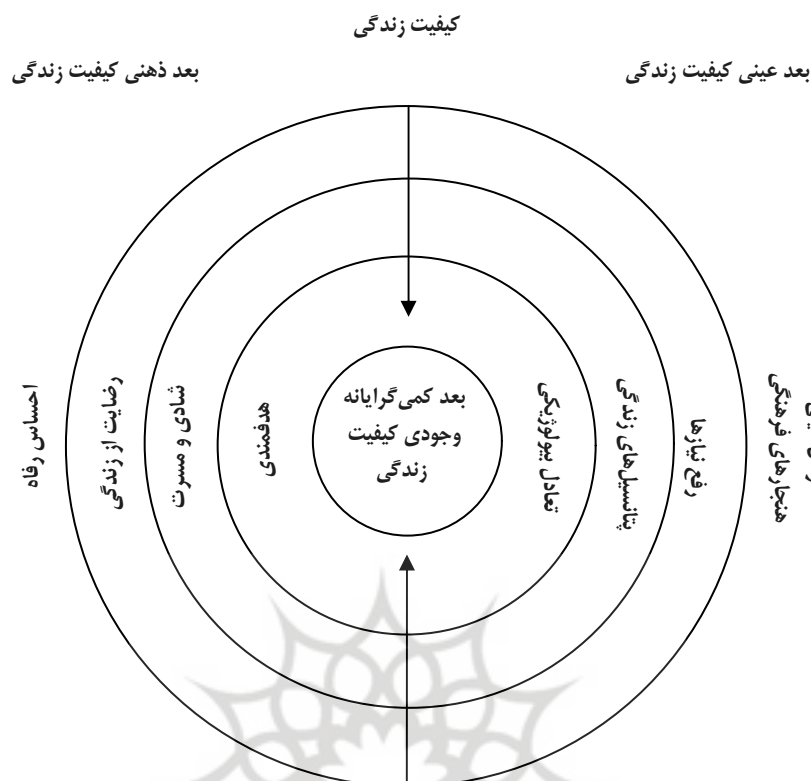 کیفیت زندگی
بعد عینی کیفیت زندگی
بعد ذهنی کیفیت زندگی
هنجارهای فرهنگی
رفع نیازها
پتانسیل‌های زندگی
تعادل بیولوژیکی
بعد کمی‌گرایانه
وجودی کیفیت
زندگی
هدفمندی
شادی و مسرت
رضایت از زندگی
احساس رفاه